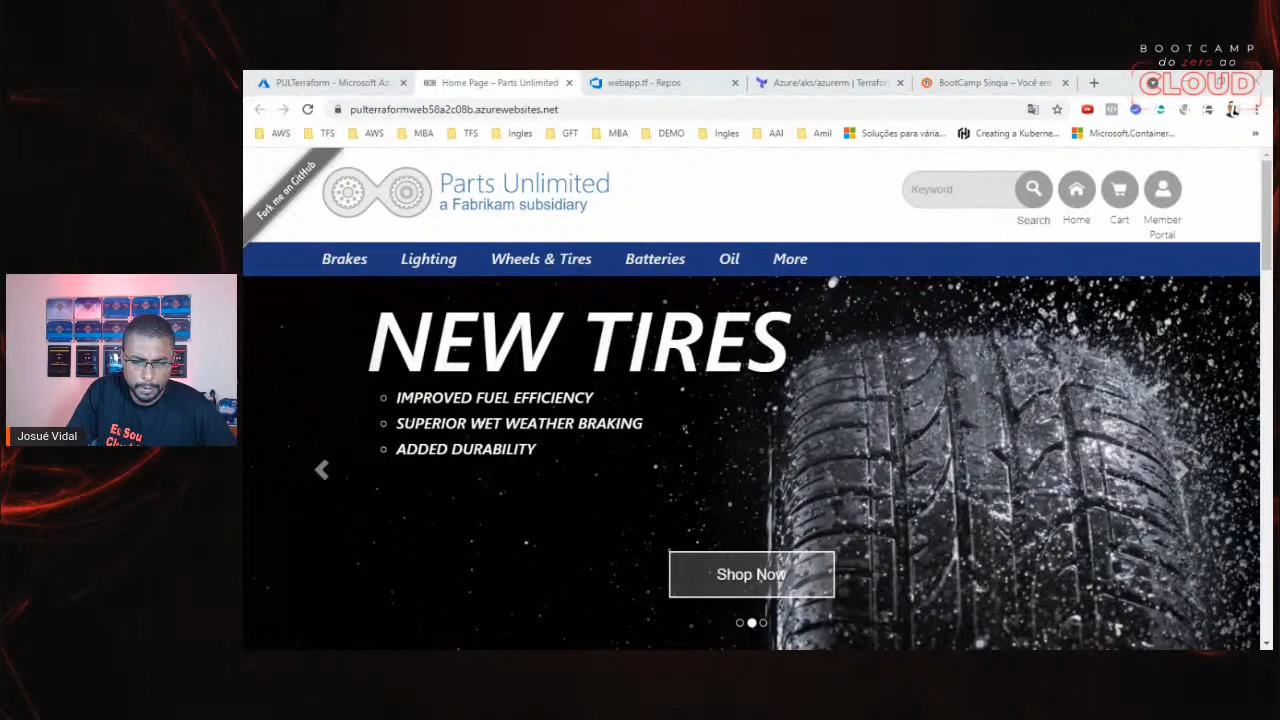 BOOTCAMP
do zero ao
CLOUD
PULTerraform - Microsoft Az
Home Page – Parts Unlimited
webapp.tf - Repos
Azure/aks/azurerm | Terrafor
BootCamp Sinqia – Você em
pulterraformweb58a2c08b.azurewebsites.net
AWS
TFS
AWS
MBA
TFS
Ingles
GFT
MBA
DEMO
Ingles
AAI
Amil
Soluções para vária...
Creating a Kuberne...
Microsoft.Container...
Fork me on GitHub
Parts Unlimited
a Fabrikam subsidiary
Keyword
Search
Home
Cart
Member
Portal
Brakes
Lighting
Wheels & Tires
Batteries
Oil
More
NEW TIRES
IMPROVED FUEL EFFICIENCY
SUPERIOR WET WEATHER BRAKING
ADDED DURABILITY
Shop Now
Eu Sou
Josué Vidal